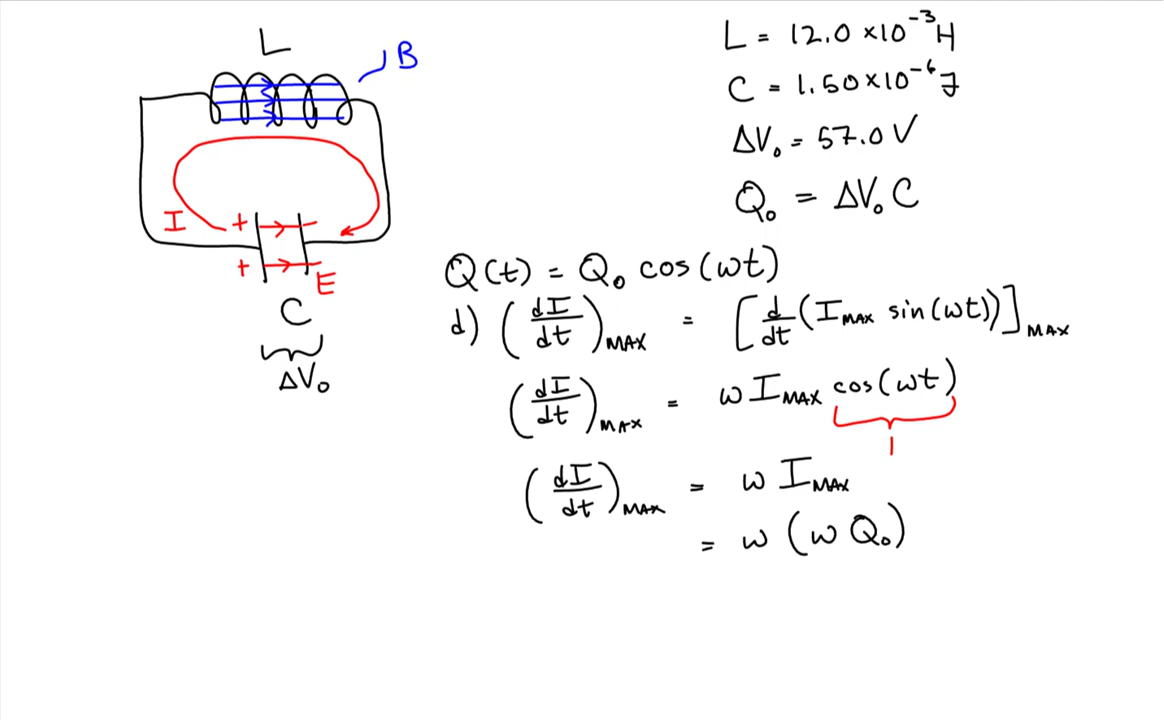 L
B
I
+
+
E
C
ΔV₀
L = 12.0 ×10⁻³ H
C = 1.50×10⁻⁶ J
ΔV₀ = 57.0 V
Q₀ = ΔV₀ C
Q(t) = Q₀ cos(ωt)
d) (dI/dt)MAX = [d/dt (IMAX sin(ωt))]MAX
(dI/dt)MAX = ω IMAX cos(ωt)
1
(dI/dt)MAX = ω IMAX
= ω (ω Q₀)